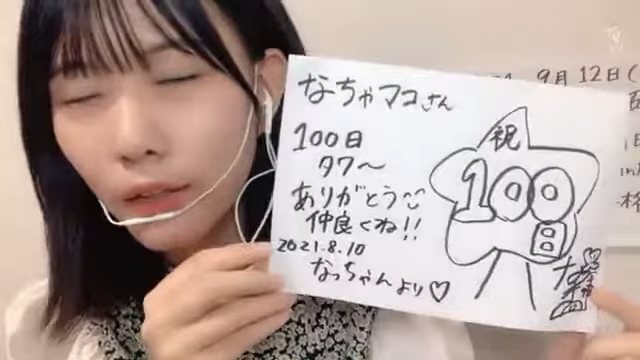 なちゃマコさん
100日
タワ〜
ありがとう
仲良くね!!
2021.8.10
なっちゃんより♡
祝
100
日
9月12日(